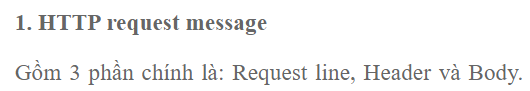 1. HTTP request message
Gồm 3 phần chính là: Request line, Header và Body.